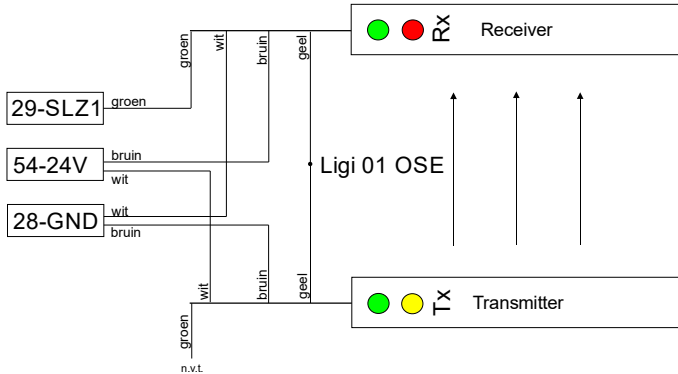 groen
wit
bruin
geel
Rx
Receiver
29-SLZ1
groen
54-24V
bruin
wit
Ligi 01 OSE
28-GND
wit
bruin
wit
bruin
geel
Tx
Transmitter
groen
n.v.t.